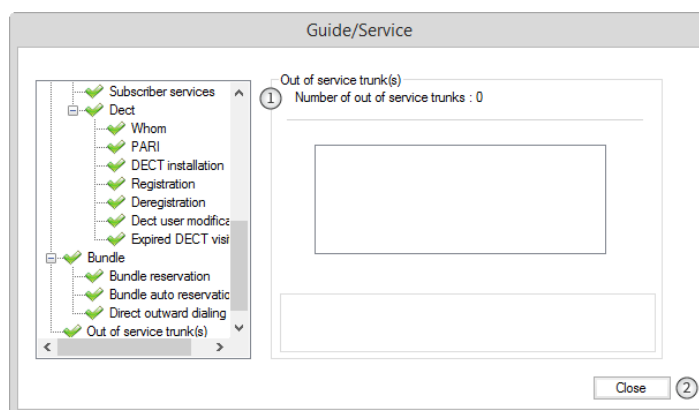 Guide/Service
Subscriber services
Dect
Whom
PARI
DECT installation
Registration
Deregistration
Dect user modifica
Expired DECT visi
Bundle
Bundle reservation
Bundle auto reservatic
Direct outward dialing
Out of service trunk(s)
Out of service trunk(s)
1 Number of out of service trunks : 0
Close 2